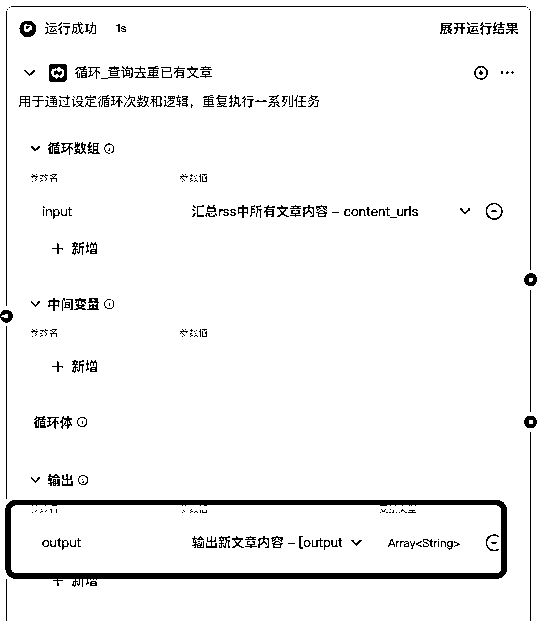 运行成功 1s 展开运行结果
循环_查询去重已有文章
用于通过设定循环次数和逻辑，重复执行一系列任务
循环数组
参数名 参数值
input 汇总rss中所有文章内容 - content_urls
+ 新增
中间变量
参数名 参数值
+ 新增
循环体
输出
output 输出新文章内容 - [output Array<String>
+ 新增